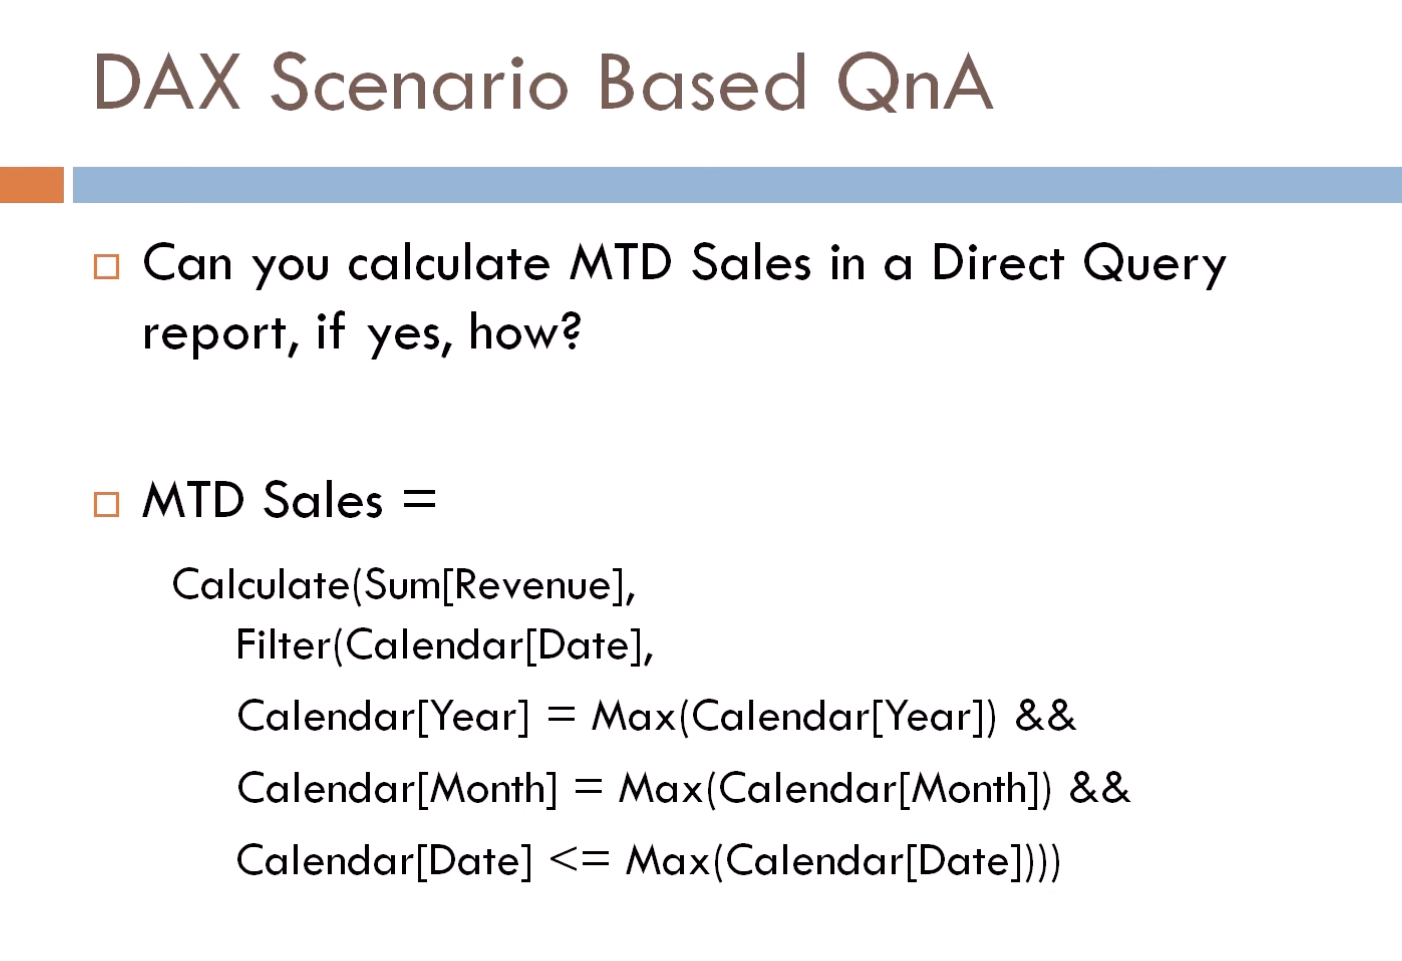 DAX Scenario Based QnA
Can you calculate MTD Sales in a Direct Query
report, if yes, how?
MTD Sales =
Calculate(Sum[Revenue],
Filter(Calendar[Date],
Calendar[Year] = Max(Calendar[Year]) &&
Calendar[Month] = Max(Calendar[Month]) &&
Calendar[Date] <= Max(Calendar[Date])))